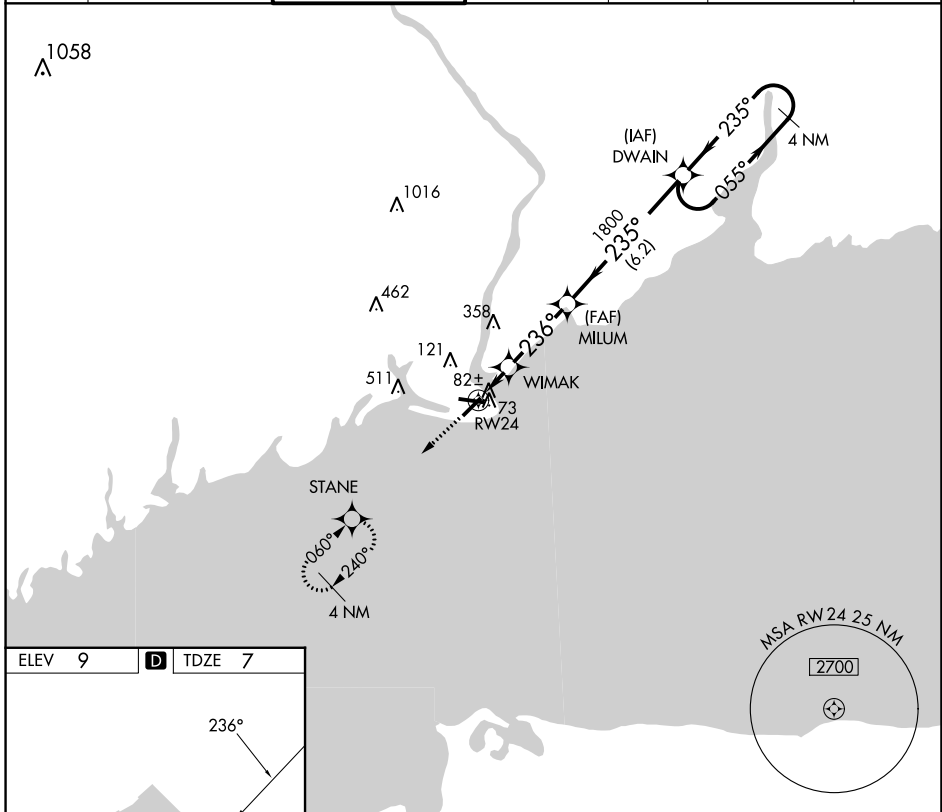 1058
235°
4 NM
(IAF)
DWAIN
055°
1016
1800
235°
(6.2)
462
358
(FAF)
MILUM
236°
121
511
82±
WIMAK
73
RW24
STANE
060°
240°
4 NM
MSA RW24 25 NM
2700
ELEV 9 D TDZE 7
236°